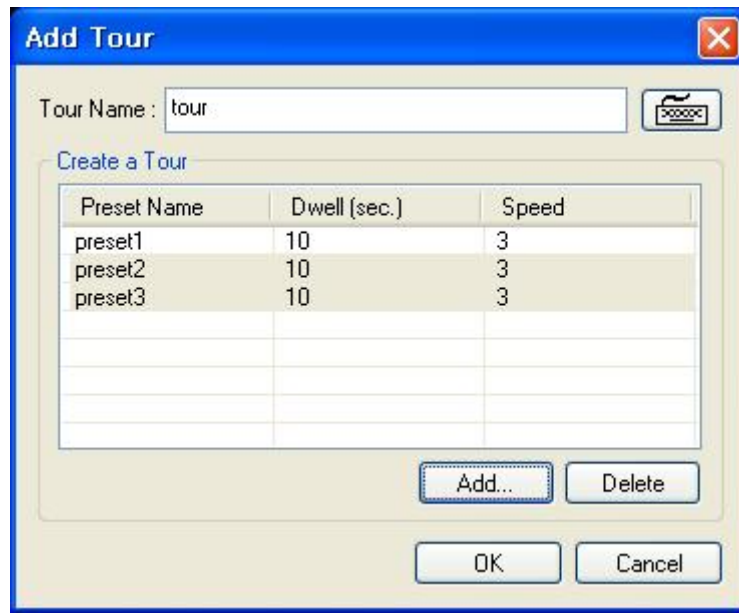 Add Tour
Tour Name : tour
Create a Tour
Preset Name Dwell (sec.) Speed
preset1 10 3
preset2 10 3
preset3 10 3
Add... Delete
OK Cancel